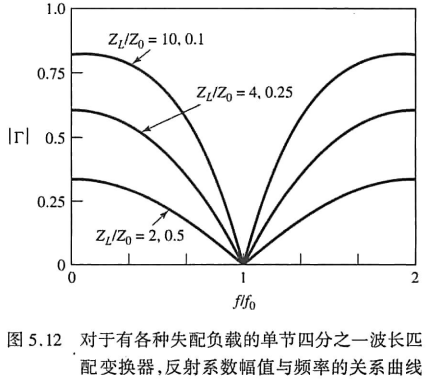 1.0
Z_L/Z_0 = 10, 0.1
0.75
Z_L/Z_0 = 4, 0.25
|Γ|
0.5
0.25
Z_L/Z_0 = 2, 0.5
0
0
1
2
f/f_0
图 5.12 对于有各种失配负载的单节四分之一波长匹
配变换器,反射系数幅值与频率的关系曲线